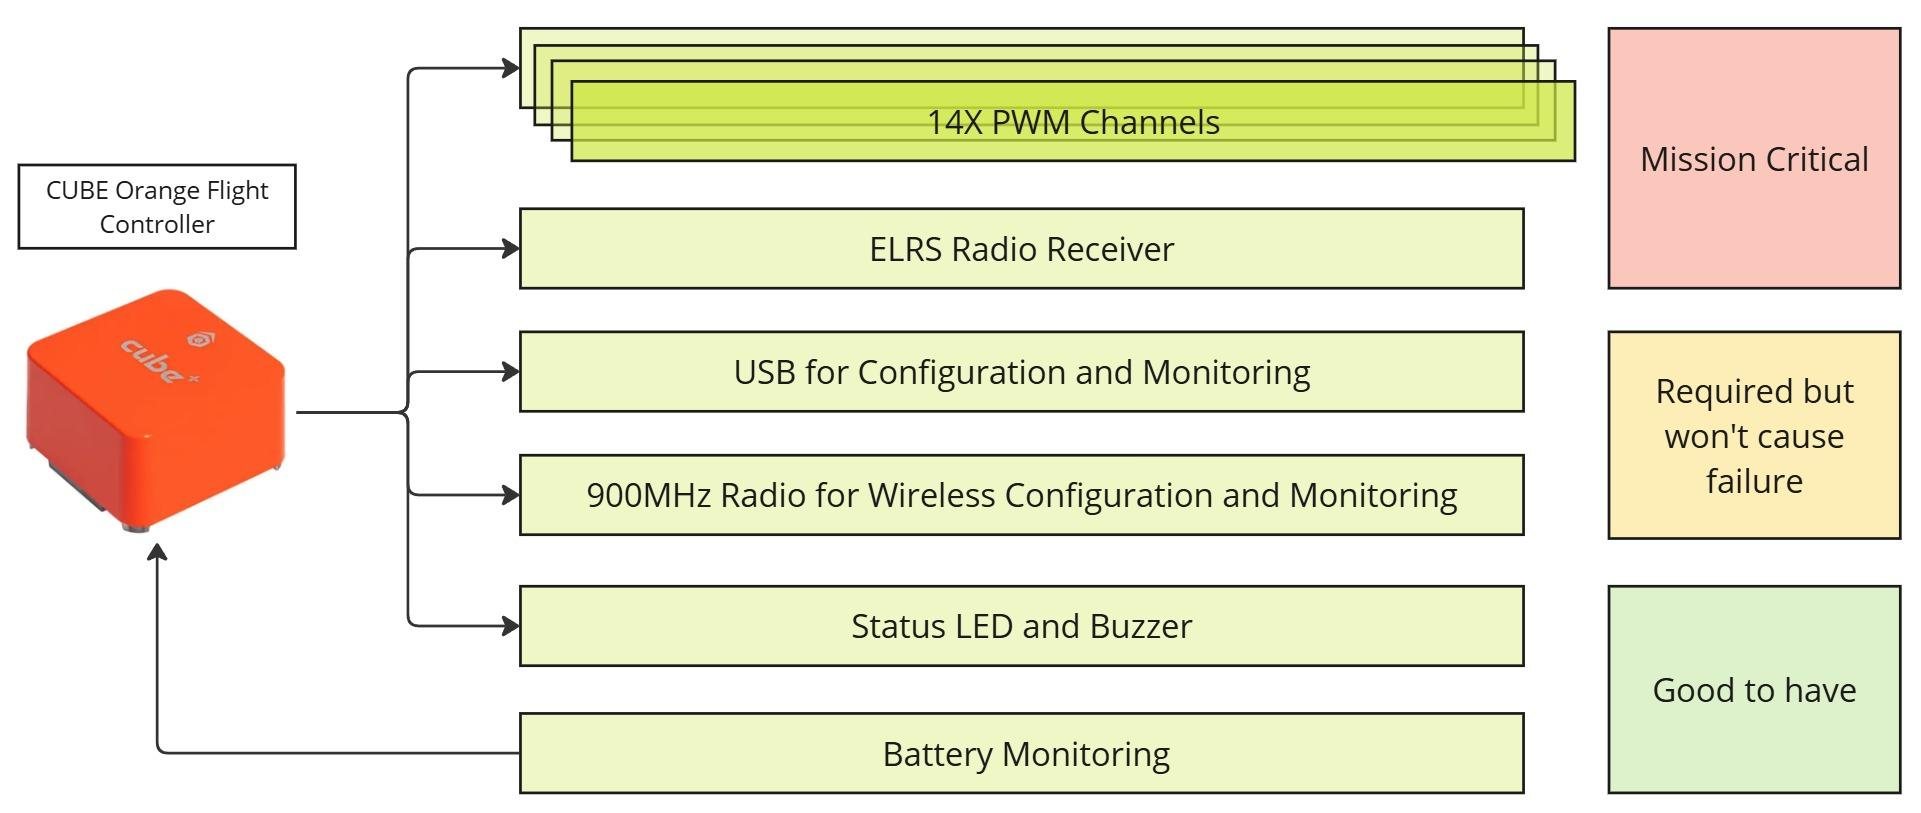 14X PWM Channels
Mission Critical
CUBE Orange Flight
Controller
ELRS Radio Receiver
cube+
USB for Configuration and Monitoring
Required but
won't cause
failure
900MHz Radio for Wireless Configuration and Monitoring
Status LED and Buzzer
Good to have
Battery Monitoring